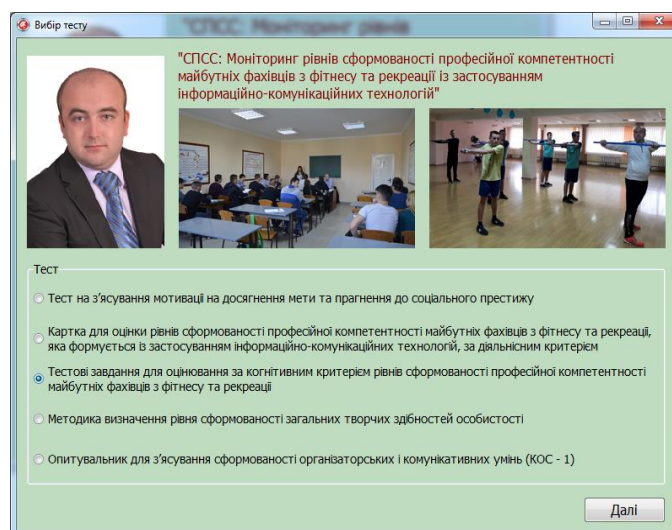 Вибір тесту
"СПСС: Моніторинг рівнів сформованості професійної компетентності
майбутніх фахівців з фітнесу та рекреації із застосуванням
інформаційно-комунікаційних технологій"
Тест
Тест на з'ясування мотивації на досягнення мети та прагнення до соціального престижу
Картка для оцінки рівнів сформованості професійної компетентності майбутніх фахівців з фітнесу та рекреації,
яка формується із застосуванням інформаційно-комунікаційних технологій, за діяльнісним критерієм
Тестові завдання для оцінювання за когнітивним критерієм рівнів сформованості професійної компетентності
майбутніх фахівців з фітнесу та рекреації
Методика визначення рівня сформованості загальних творчих здібностей особистості
Опитувальник для з'ясування сформованості організаторських і комунікативних умінь (КОС - 1)
Далі